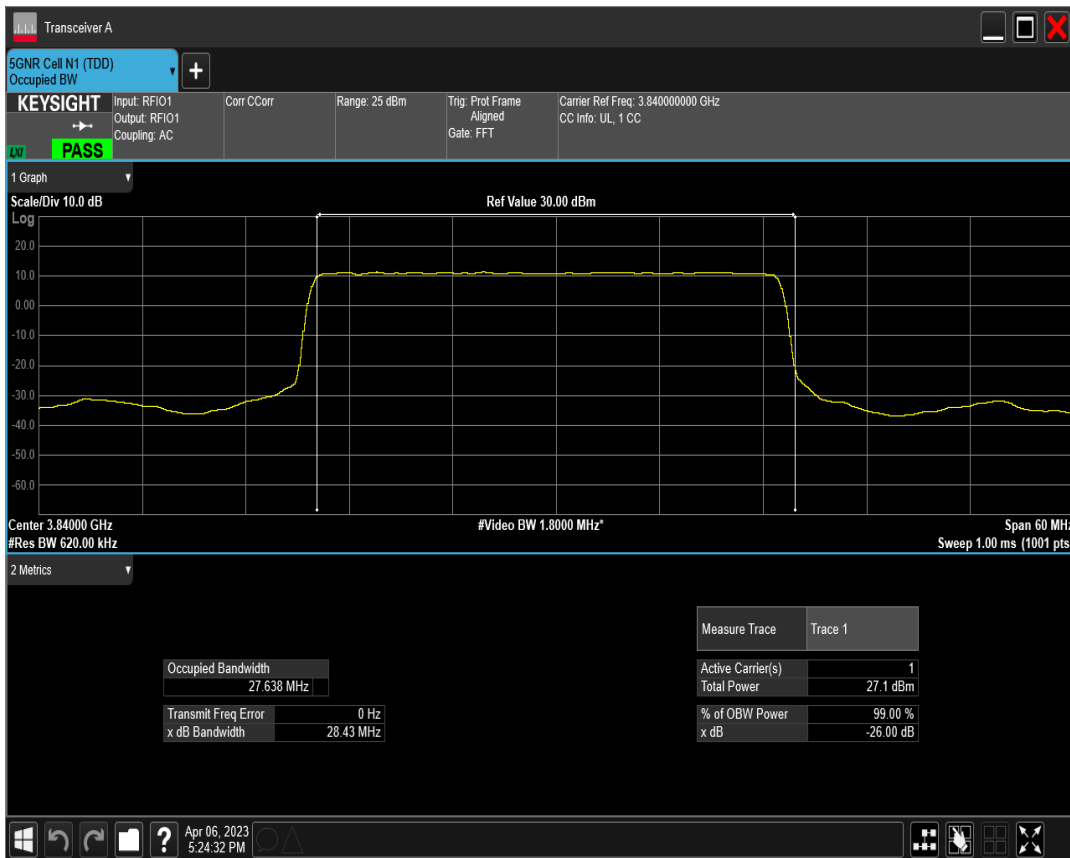 Transceiver A
5GNR Cell N1 (TDD)
Occupied BW
KEYSIGHT
LXI
PASS
Input: RFIO1
Output: RFIO1
Coupling: AC
Corr CCorr
Range: 25 dBm
Trig: Prot Frame
Aligned
Gate: FFT
Carrier Ref Freq: 3.840000000 GHz
CC Info: UL, 1 CC
1 Graph
Scale/Div 10.0 dB
Ref Value 30.00 dBm
Log
20.0
10.0
0.00
-10.0
-20.0
-30.0
-40.0
-50.0
-60.0
Center 3.84000 GHz
#Video BW 1.8000 MHz*
Span 60 MHz
#Res BW 620.00 kHz
Sweep 1.00 ms (1001 pts
2 Metrics
Measure Trace Trace 1
Occupied Bandwidth
27.638 MHz
Active Carrier(s) 1
Total Power 27.1 dBm
Transmit Freq Error 0 Hz
x dB Bandwidth 28.43 MHz
% of OBW Power 99.00 %
x dB -26.00 dB
?
Apr 06, 2023
5:24:32 PM